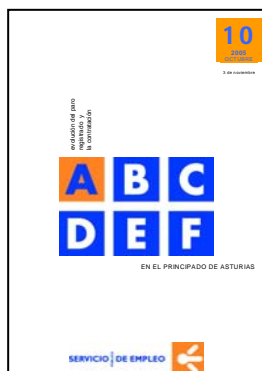 10
2005
OCTUBRE
3 de noviembre
evolución del paro
registrado y
la contratación
A B C
D E F
EN EL PRINCIPADO DE ASTURIAS
SERVICIO DE EMPLEO